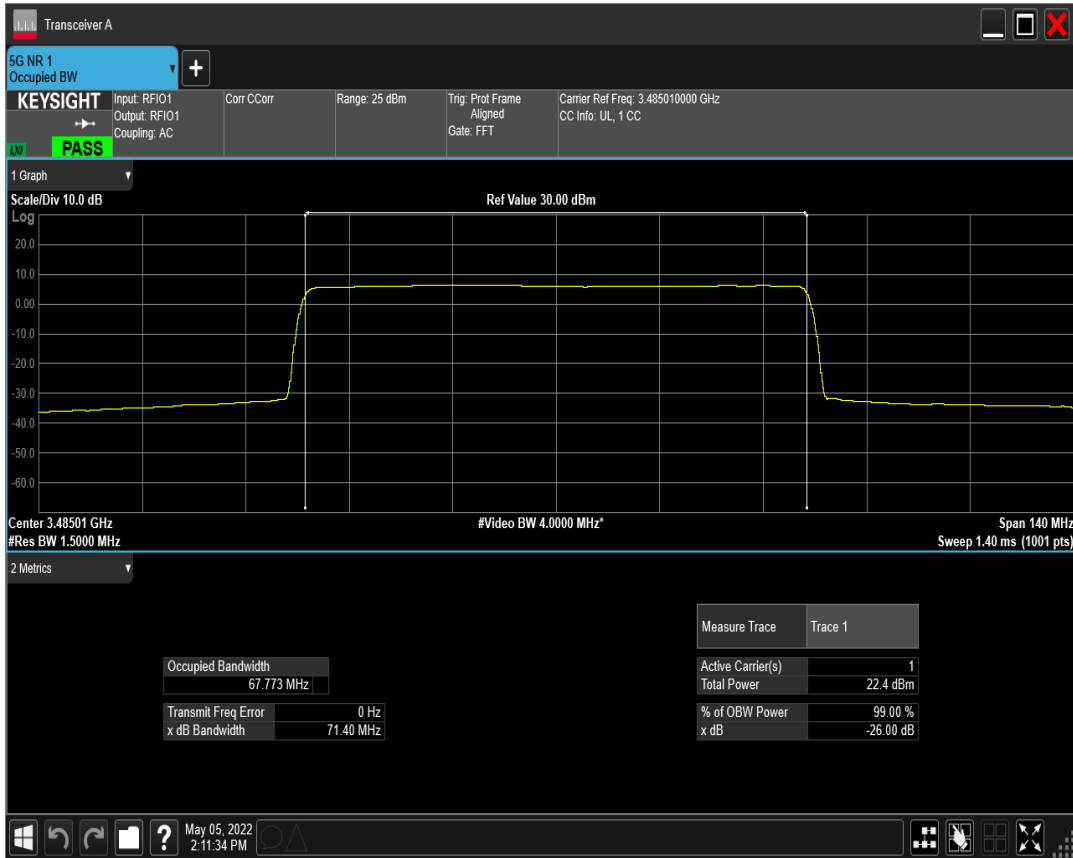 Transceiver A
5G NR 1
Occupied BW
+
KEYSIGHT
LXI
PASS
Input: RFIO1
Output: RFIO1
Coupling: AC
Corr CCorr
Range: 25 dBm
Trig: Prot Frame
Aligned
Gate: FFT
Carrier Ref Freq: 3.485010000 GHz
CC Info: UL, 1 CC
1 Graph
Scale/Div 10.0 dB
Ref Value 30.00 dBm
Log
20.0
10.0
0.00
-10.0
-20.0
-30.0
-40.0
-50.0
-60.0
Center 3.48501 GHz
#Video BW 4.0000 MHz*
Span 140 MHz
#Res BW 1.5000 MHz
Sweep 1.40 ms (1001 pts)
2 Metrics
Measure Trace Trace 1
Occupied Bandwidth
67.773 MHz
Active Carrier(s) 1
Total Power 22.4 dBm
Transmit Freq Error 0 Hz
x dB Bandwidth 71.40 MHz
% of OBW Power 99.00 %
x dB -26.00 dB
?
May 05, 2022
2:11:34 PM